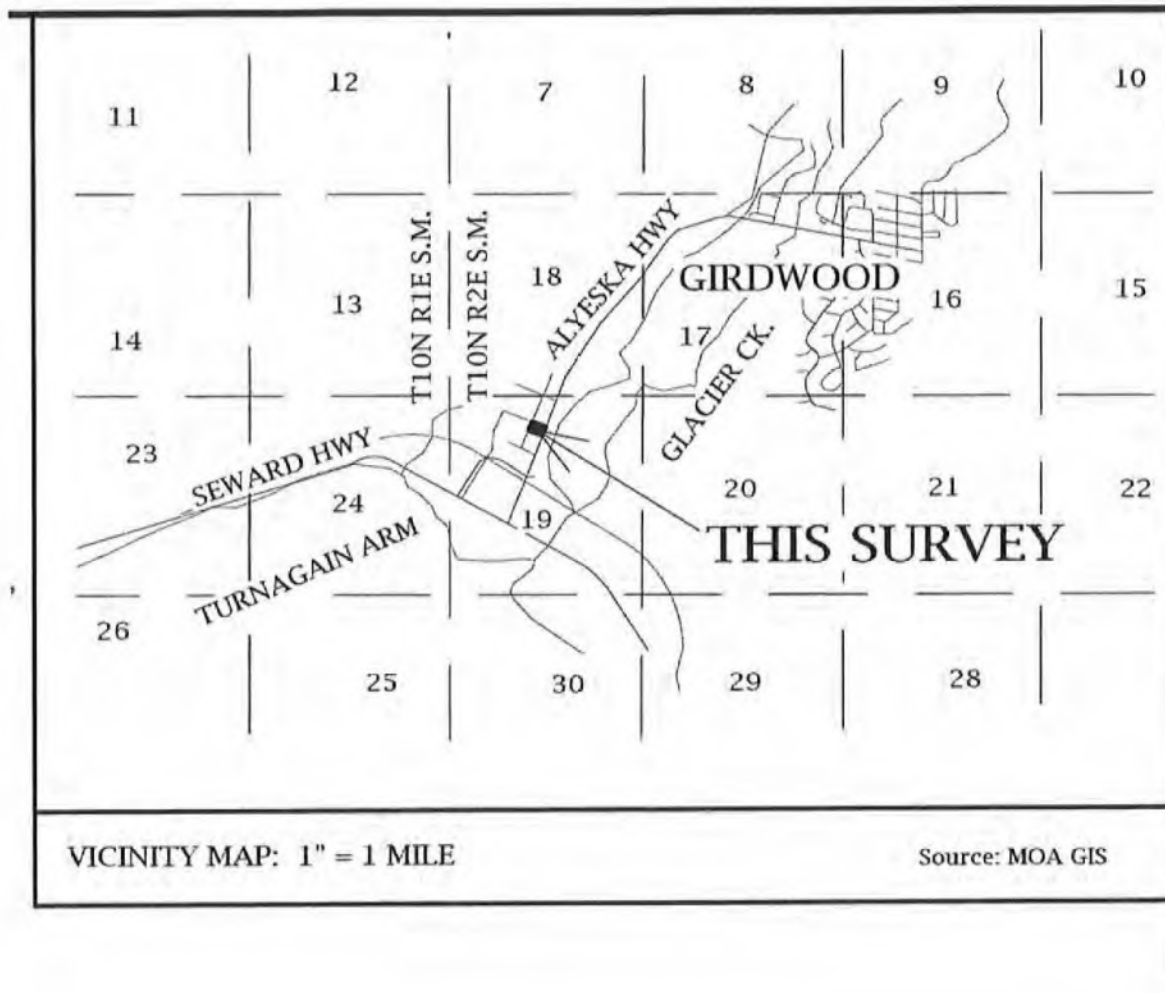 12
7
8
9
10
11
T10N R1E S.M.
T10N R2E S.M.
ALYESKA HWY
18
GIRDWOOD
13
16
15
14
17
GLACIER CK.
23
SEWARD HWY
24
20
21
22
19
THIS SURVEY
TURNAGAIN ARM
26
25
30
29
28
VICINITY MAP: 1" = 1 MILE
Source: MOA GIS